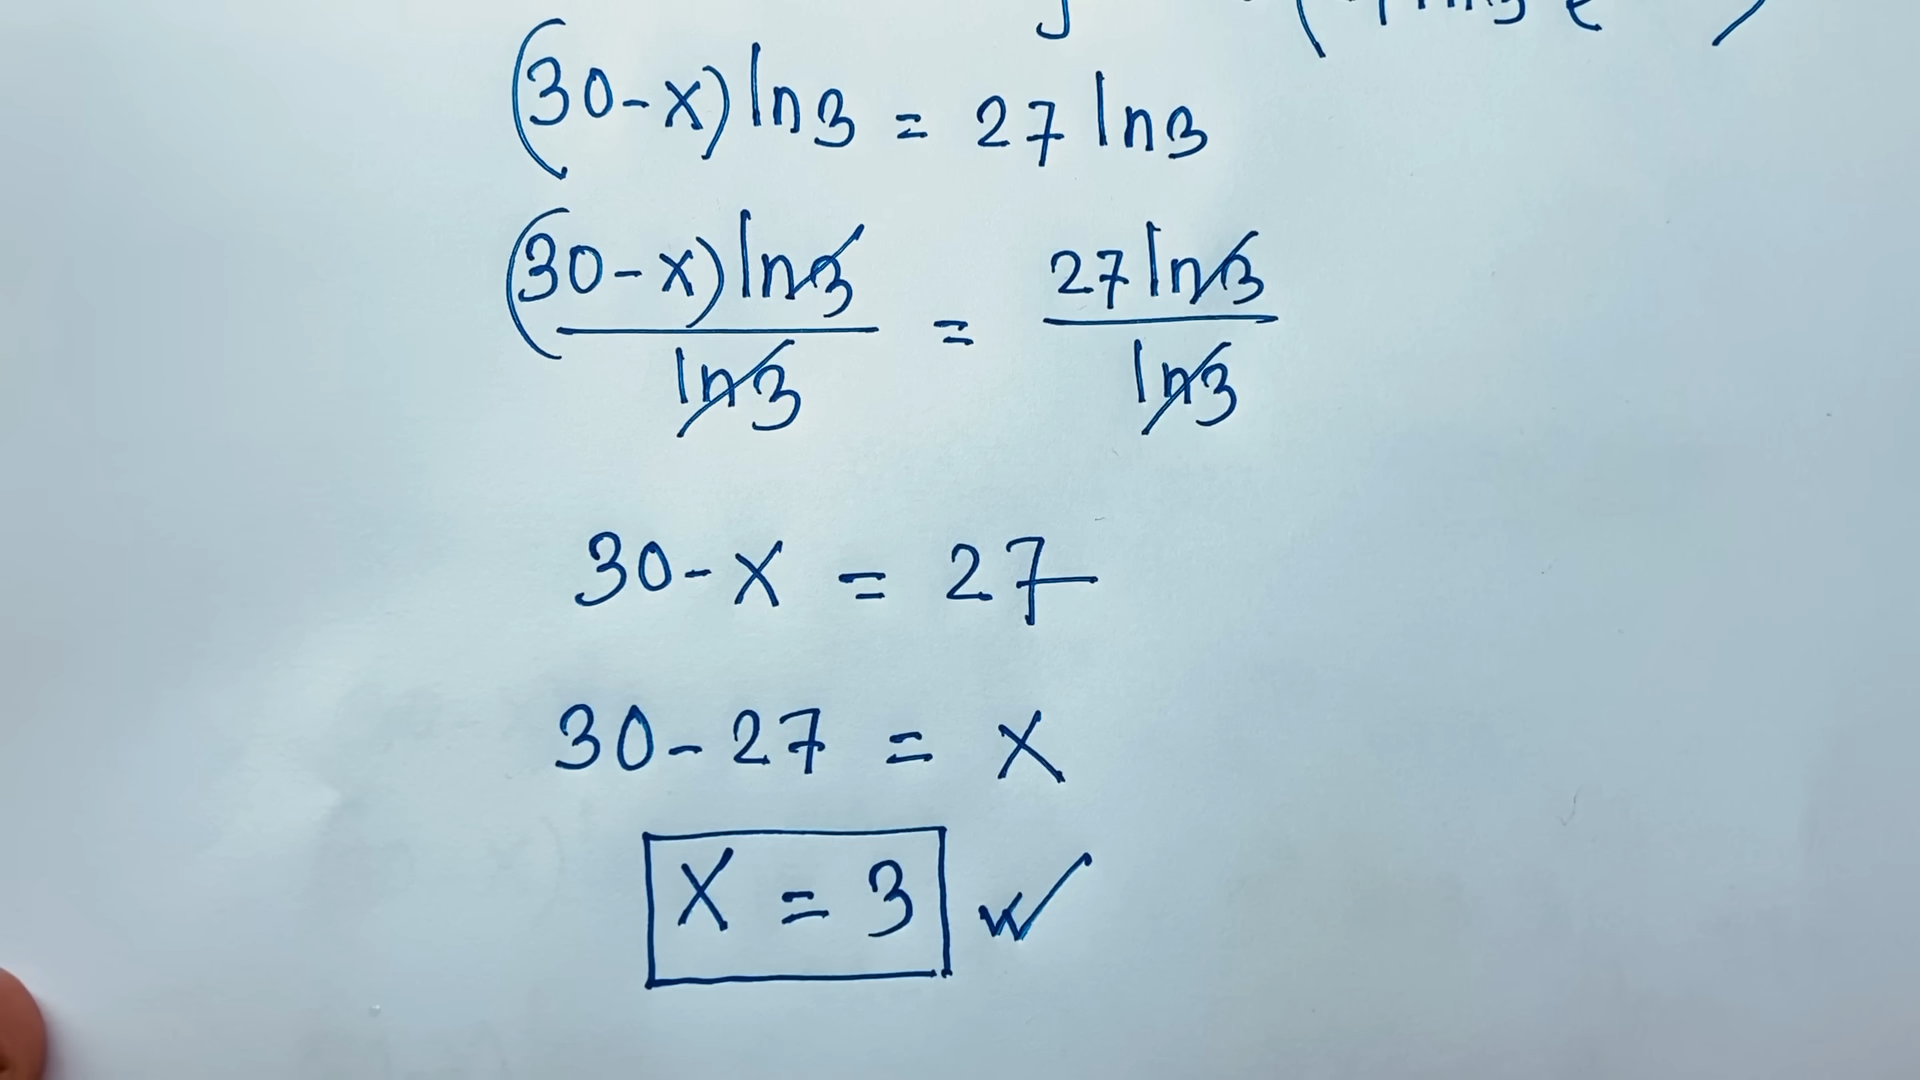 (30-x) ln3 = 27 ln3
(30-x) ln3 / ln3 = 27 ln3 / ln3
30-x = 27
30-27 = x
x = 3